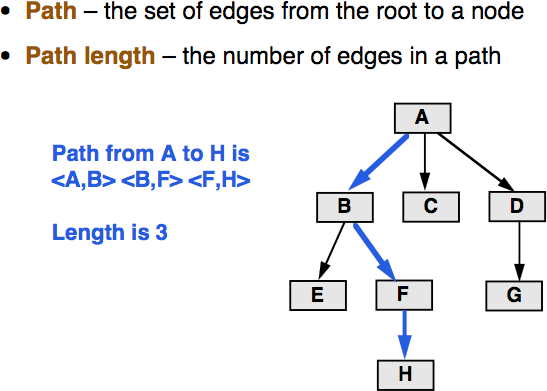 • Path – the set of edges from the root to a node
• Path length – the number of edges in a path
A
Path from A to H is
<A,B> <B,F> <F,H>
B C D
Length is 3
E F G
H